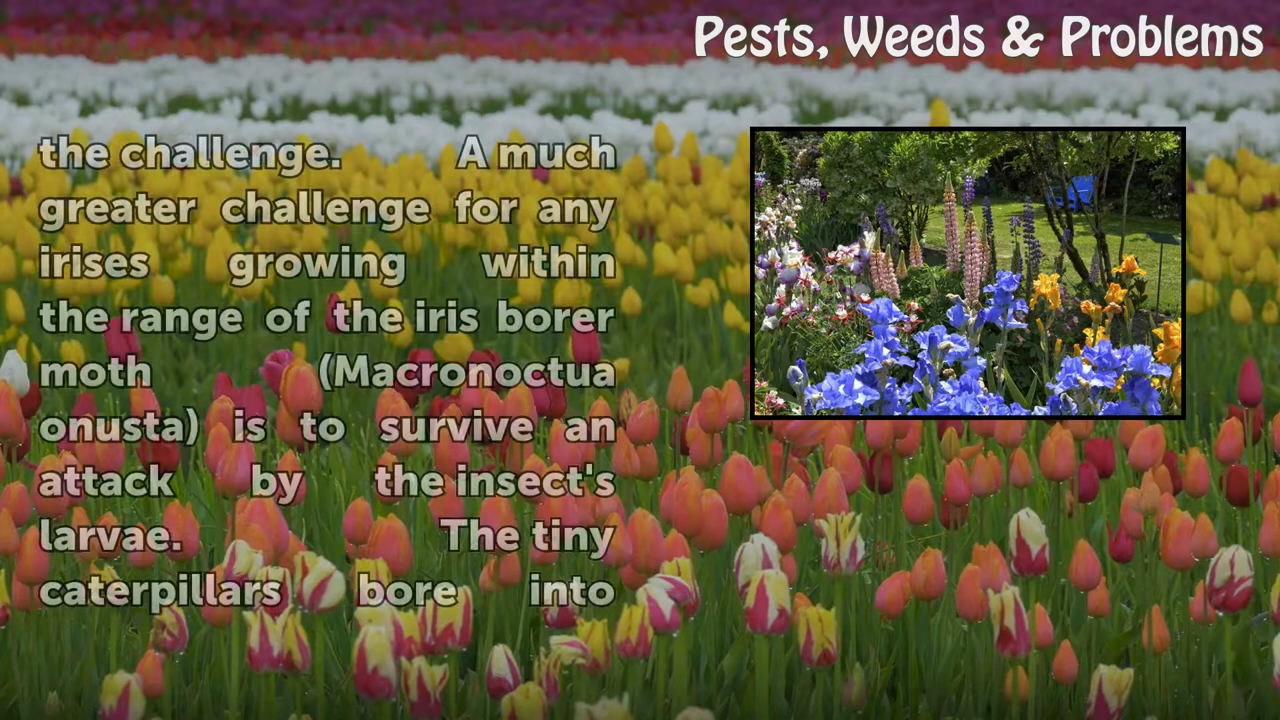 Pests, Weeds & Problems
the challenge. A much
greater challenge for any
irises growing within
the range of the iris borer
moth (Macronoctua
onusta) is to survive an
attack by the insect's
larvae. The tiny
caterpillars bore into